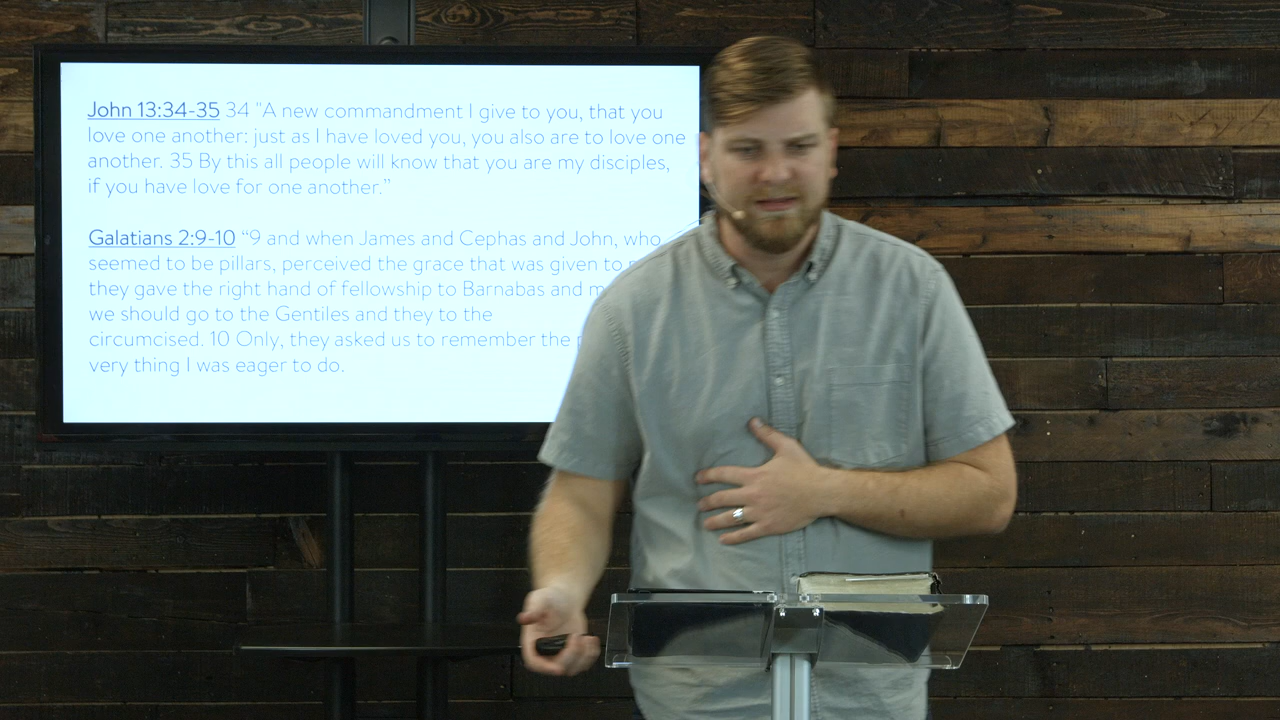 John 13:34-35 34 "A new commandment I give to you, that you
love one another: just as I have loved you, you also are to love one
another. 35 By this all people will know that you are my disciples,
if you have love for one another.”
Galatians 2:9-10 “9 and when James and Cephas and John, who
seemed to be pillars, perceived the grace that was given to
they gave the right hand of fellowship to Barnabas and
we should go to the Gentiles and they to the
circumcised. 10 Only, they asked us to remember the
very thing I was eager to do.